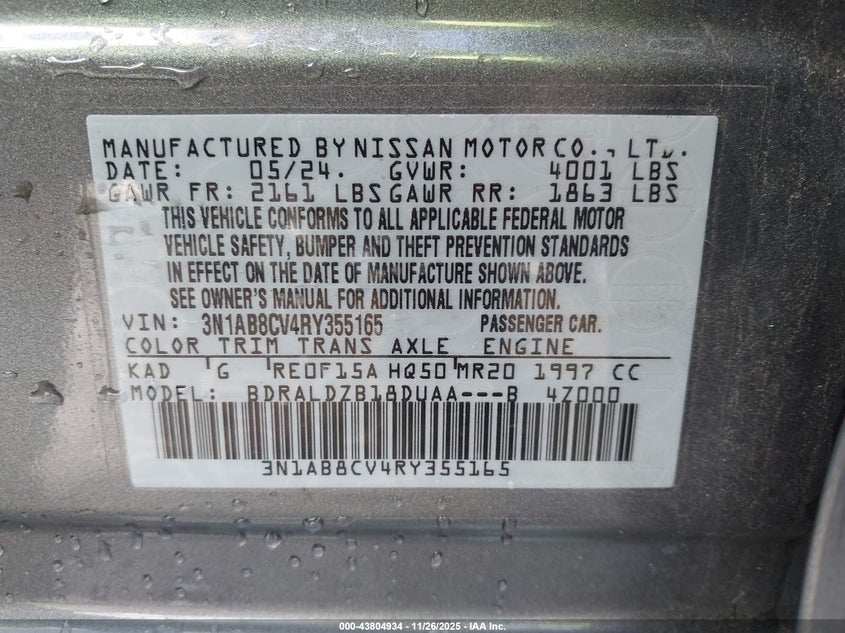 MANUFACTURED BY NISSAN MOTOR CO., LTD.
DATE: 05/24. GVWR: 4001 LBS
GAWR FR: 2161 LBS GAWR RR: 1863 LBS
THIS VEHICLE CONFORMS TO ALL APPLICABLE FEDERAL MOTOR
VEHICLE SAFETY, BUMPER AND THEFT PREVENTION STANDARDS
IN EFFECT ON THE DATE OF MANUFACTURE SHOWN ABOVE.
SEE OWNER'S MANUAL FOR ADDITIONAL INFORMATION.
VIN: 3N1AB8CV4RY355165 PASSENGER CAR.
COLOR TRIM TRANS AXLE ENGINE
KAD G RE0F15A HQ50 MR20 1997 CC
MODEL: BDRALDZB18DUAA---B 4Z000
3N1AB8CV4RY355165
000-43804934 — 11/26/2025 — IAA Inc.